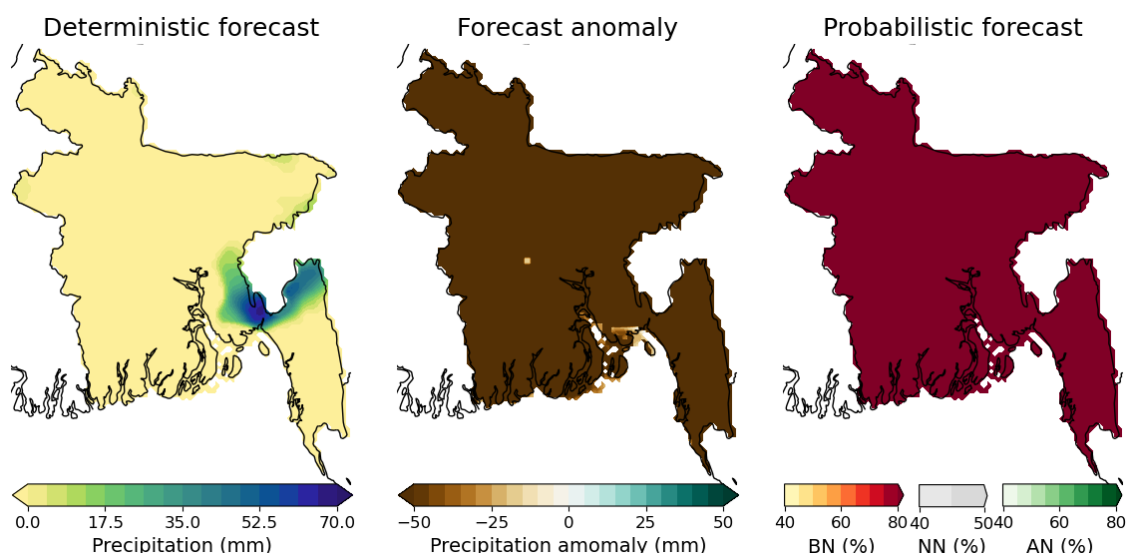 Deterministic forecast
Forecast anomaly
Probabilistic forecast
0.0 17.5 35.0 52.5 70.0
Precipitation (mm)
−50 −25 0 25 50
Precipitation amomaly (mm)
40 60 80
BN (%)
40 50
NN (%)
40 60 80
AN (%)